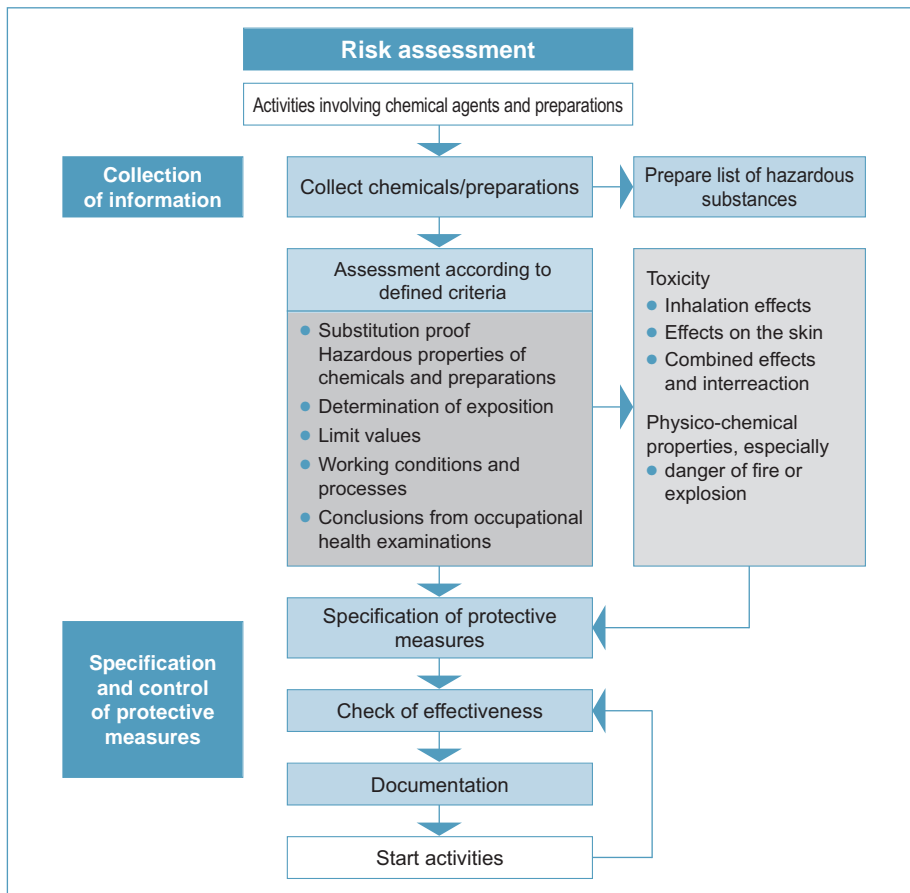 Risk assessment
Activities involving chemical agents and preparations
Collection
of information
Collect chemicals/preparations
Prepare list of hazardous
substances
Assessment according to
defined criteria
Substitution proof
Hazardous properties of
chemicals and preparations
Determination of exposition
Limit values
Working conditions and
processes
Conclusions from occupational
health examinations
Toxicity
Inhalation effects
Effects on the skin
Combined effects
and interreaction
Physico-chemical
properties, especially
danger of fire or
explosion
Specification
and control
of protective
measures
Specification of protective
measures
Check of effectiveness
Documentation
Start activities